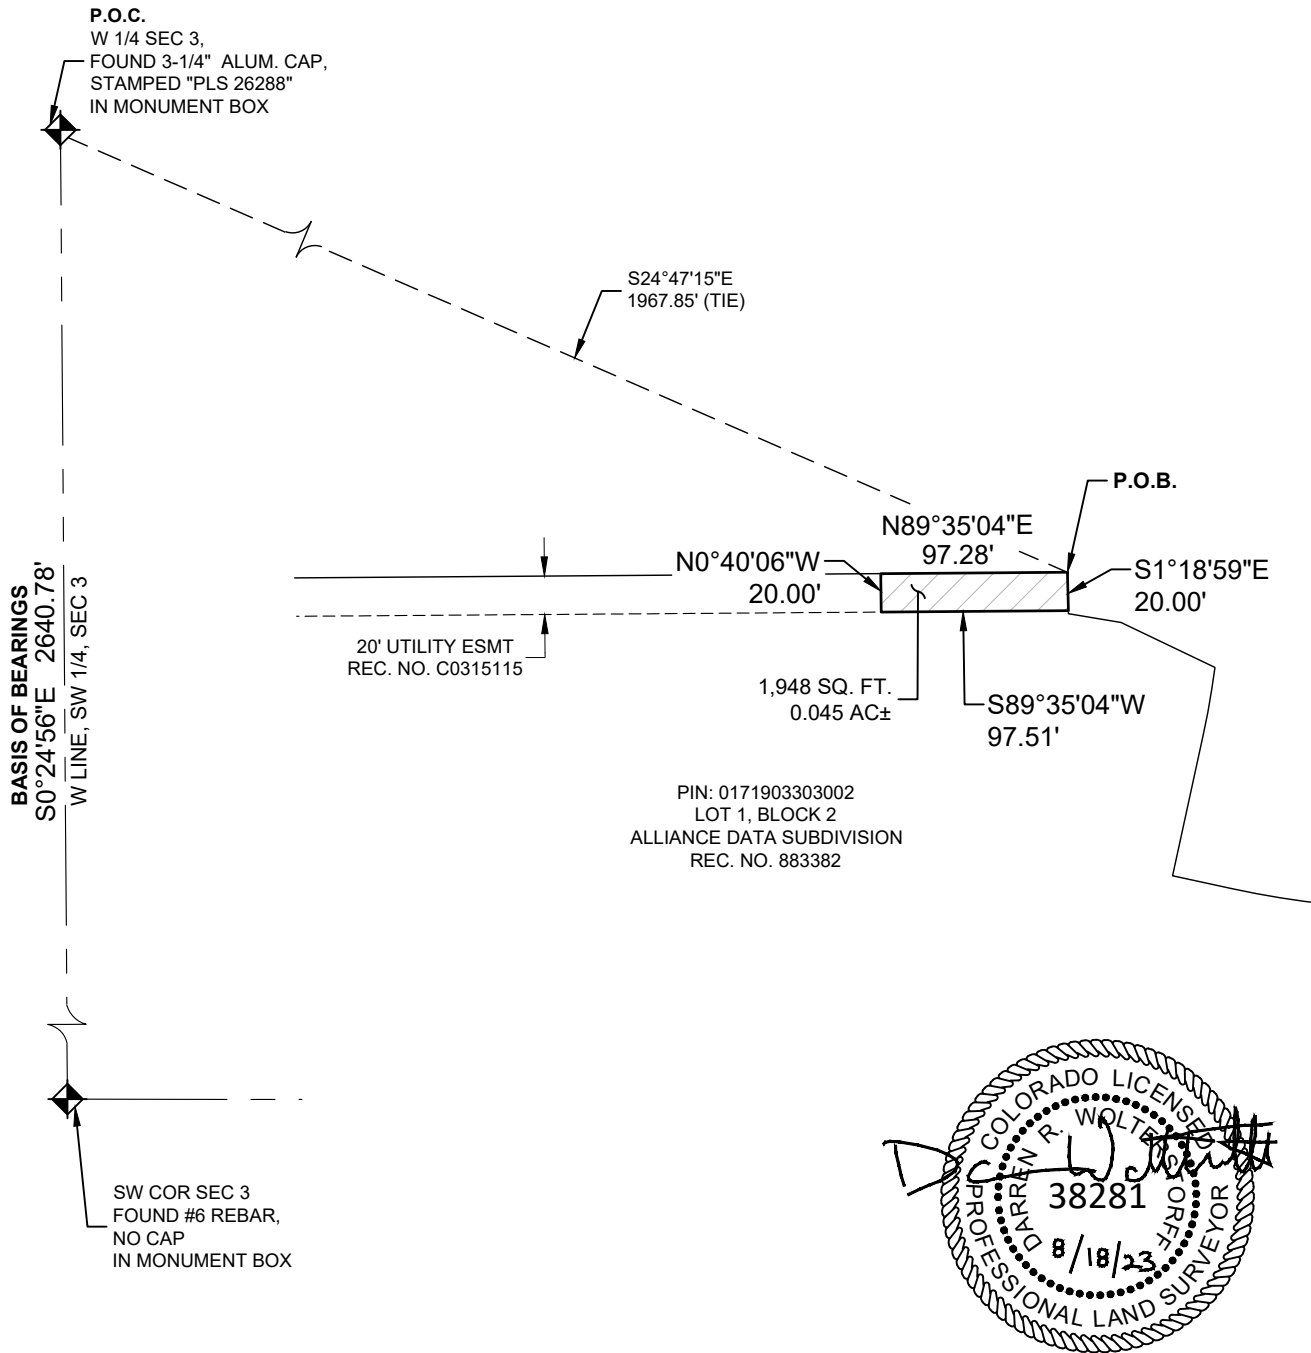 P.O.C.
W 1/4 SEC 3,
FOUND 3-1/4" ALUM. CAP,
STAMPED "PLS 26288"
IN MONUMENT BOX
S24°47'15"E
1967.85' (TIE)
P.O.B.
N89°35'04"E
97.28'
N0°40'06"W
20.00'
S1°18'59"E
20.00'
20' UTILITY ESMT
REC. NO. C0315115
1,948 SQ. FT.
0.045 AC±
S89°35'04"W
97.51'
BASIS OF BEARINGS
S0°24'56"E 2640.78'
W LINE, SW 1/4, SEC 3
PIN: 0171903303002
LOT 1, BLOCK 2
ALLIANCE DATA SUBDIVISION
REC. NO. 883382
SW COR SEC 3
FOUND #6 REBAR,
NO CAP
IN MONUMENT BOX
COLORADO LICENSED
DARREN R. WOLTERSTORFF
38281
8/18/23
PROFESSIONAL LAND SURVEYOR